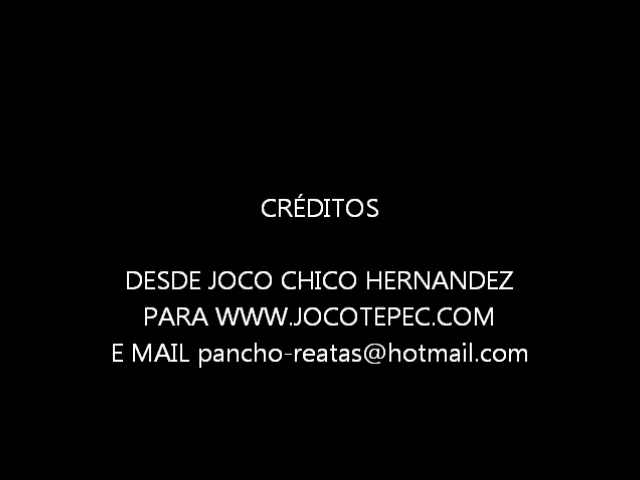 CRÉDITOS
DESDE JOCO CHICO HERNANDEZ
PARA WWW.JOCOTEPEC.COM
E MAIL pancho-reatas@hotmail.com